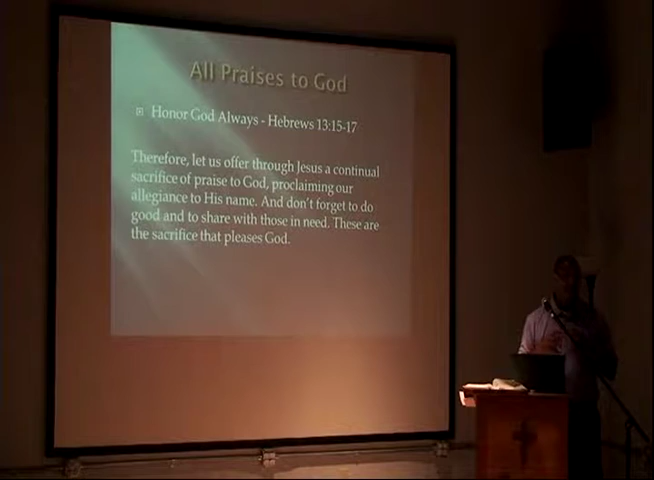 All Praises to God
Honor God Always - Hebrews 13:15-17
Therefore, let us offer through Jesus a continual
sacrifice of praise to God, proclaiming our
allegiance to His name. And don't forget to do
good and to share with those in need. These are
the sacrifice that pleases God.